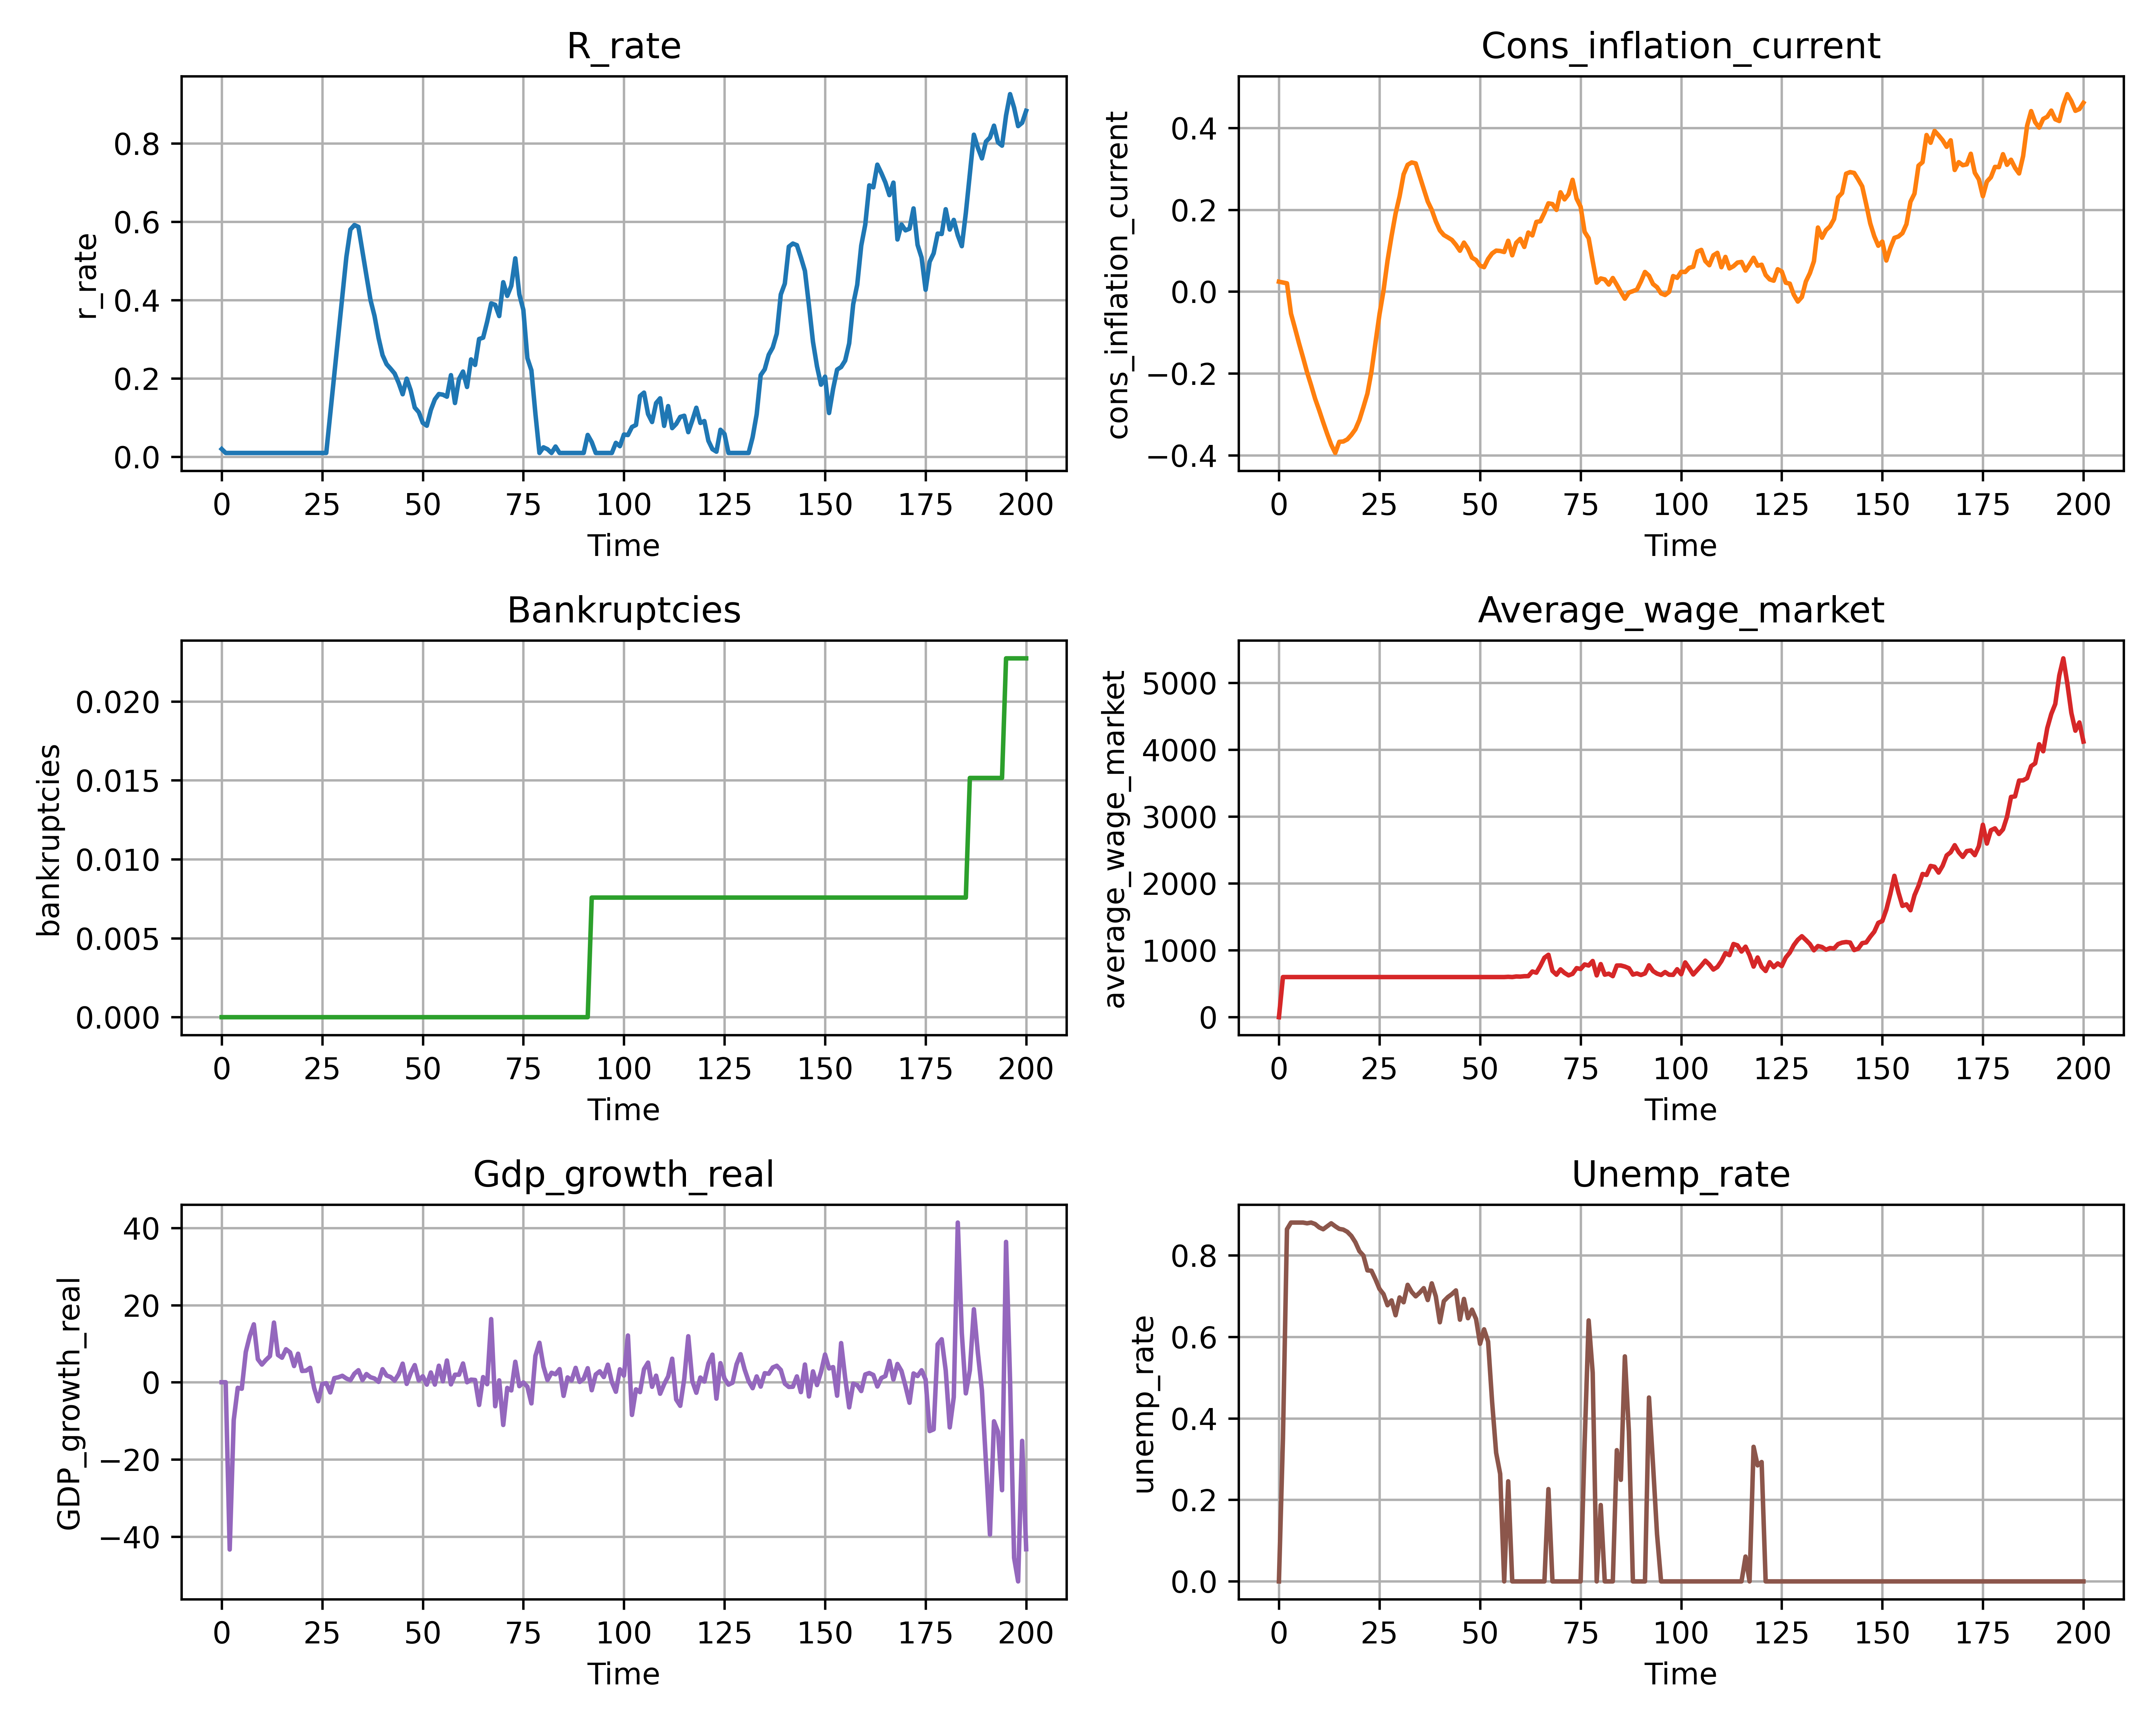 R_rate
r_rate
0.8
0.6
0.4
0.2
0.0
0 25 50 75 100 125 150 175 200
Time
Cons_inflation_current
cons_inflation_current
0.4
0.2
0.0
−0.2
−0.4
0 25 50 75 100 125 150 175 200
Time
Bankruptcies
bankruptcies
0.020
0.015
0.010
0.005
0.000
0 25 50 75 100 125 150 175 200
Time
Average_wage_market
average_wage_market
5000
4000
3000
2000
1000
0
0 25 50 75 100 125 150 175 200
Time
Gdp_growth_real
GDP_growth_real
40
20
0
−20
−40
0 25 50 75 100 125 150 175 200
Time
Unemp_rate
unemp_rate
0.8
0.6
0.4
0.2
0.0
0 25 50 75 100 125 150 175 200
Time